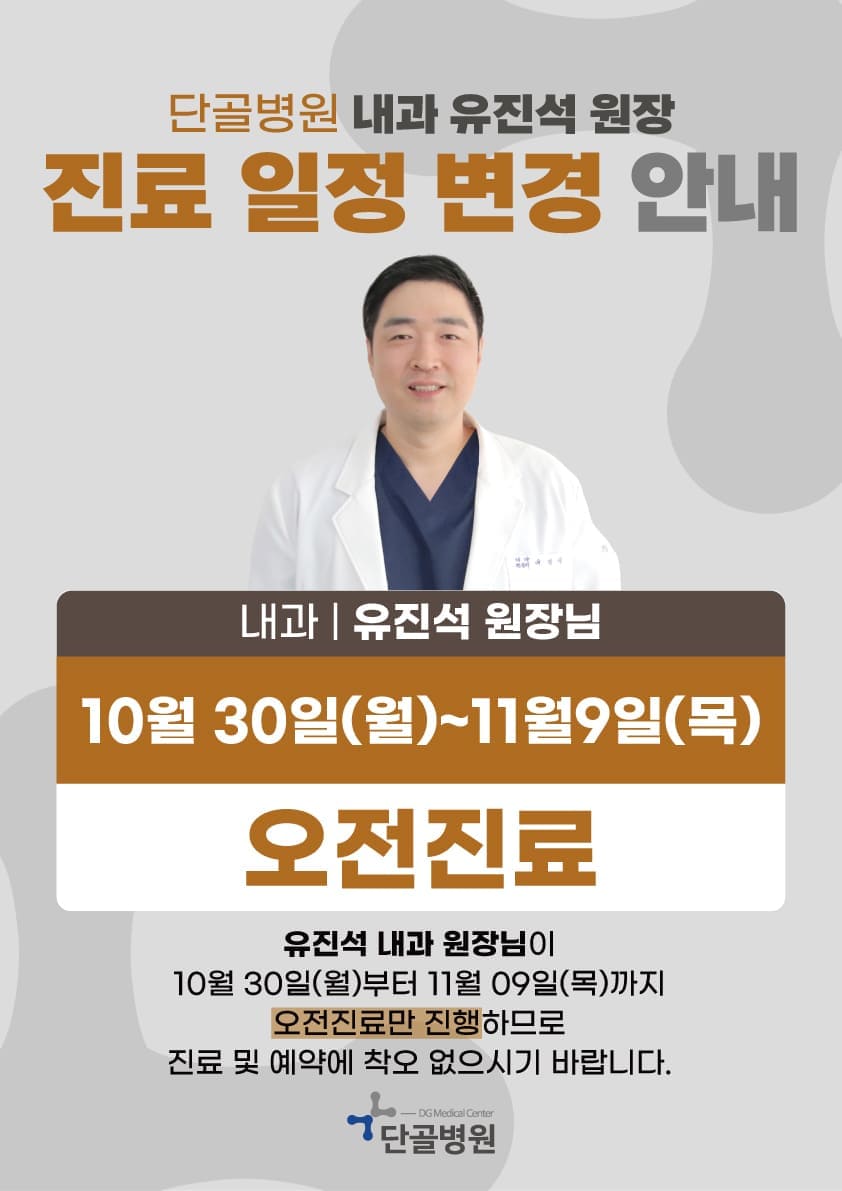 단골병원 내과 유진석 원장
진료 일정 변경 안내
내과 | 유진석 원장님
10월 30일(월)~11월9일(목)
오전진료
유진석 내과 원장님이
10월 30일(월)부터 11월 09일(목)까지
오전진료만 진행하므로
진료 및 예약에 착오 없으시기 바랍니다.
DG Medical Center
단골병원